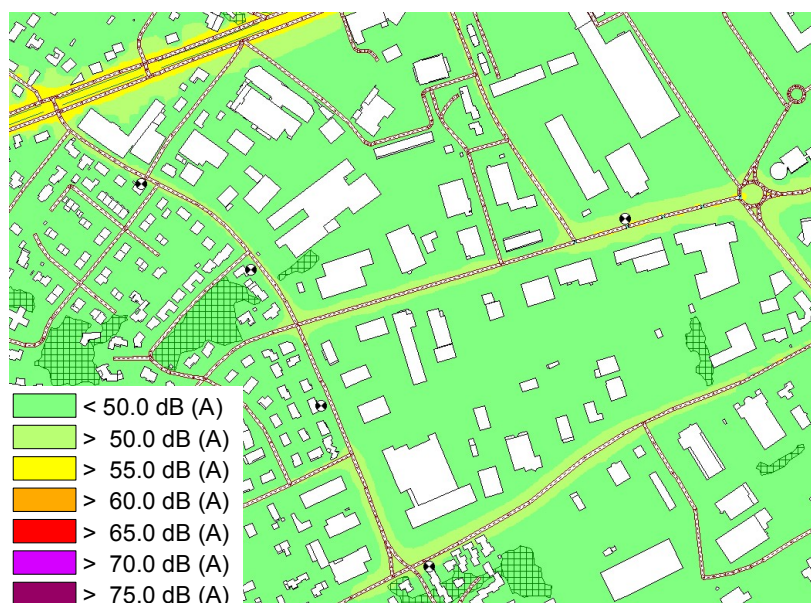 < 50.0 dB (A)
> 50.0 dB (A)
> 55.0 dB (A)
> 60.0 dB (A)
> 65.0 dB (A)
> 70.0 dB (A)
> 75.0 dB (A)